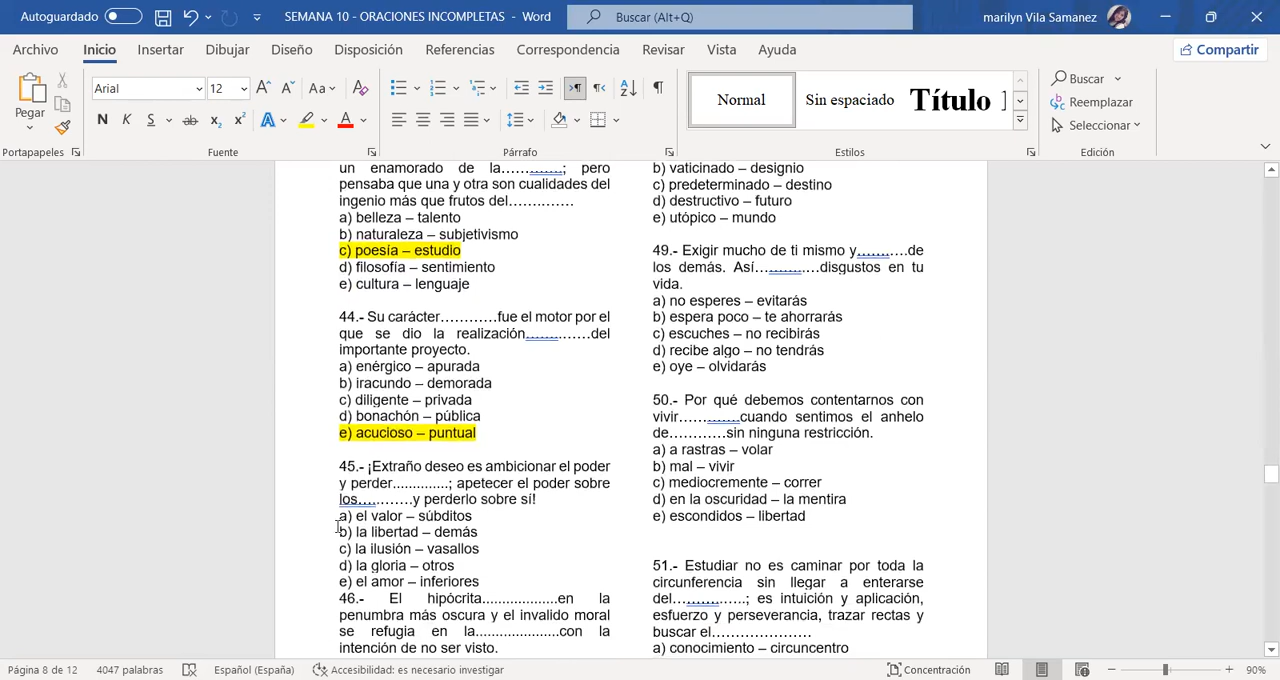 Autoguardado
SEMANA 10 - ORACIONES INCOMPLETAS - Word
Buscar (Alt+Q)
marilyn Vila Samanez
Archivo Inicio Insertar Dibujar Diseño Disposición Referencias Correspondencia Revisar Vista Ayuda
Compartir
Pegar
Arial 12
Normal
Sin espaciado
Título 1
Buscar
Reemplazar
Seleccionar
Portapapeles
Fuente
Párrafo
Estilos
Edición
un enamorado de la…………; pero
pensaba que una y otra son cualidades del
ingenio más que frutos del……………
a) belleza – talento
b) naturaleza – subjetivismo
c) poesía – estudio
d) filosofía – sentimiento
e) cultura – lenguaje
44.- Su carácter…………fue el motor por el
que se dio la realización…………..del
importante proyecto.
a) enérgico – apurada
b) iracundo – demorada
c) diligente – privada
d) bonachón – pública
e) acucioso – puntual
45.- ¡Extraño deseo es ambicionar el poder
y perder..............; apetecer el poder sobre
los…………..y perderlo sobre sí!
a) el valor – súbditos
b) la libertad – demás
c) la ilusión – vasallos
d) la gloria – otros
e) el amor – inferiores
46.- El hipócrita...................en la
penumbra más oscura y el invalido moral
se refugia en la.....................con la
intención de no ser visto.
b) vaticinado – designio
c) predeterminado – destino
d) destructivo – futuro
e) utópico – mundo
49.- Exigir mucho de ti mismo y…………de
los demás. Así……………disgustos en tu
vida.
a) no esperes – evitarás
b) espera poco – te ahorrarás
c) escuches – no recibirás
d) recibe algo – no tendrás
e) oye – olvidarás
50.- Por qué debemos contentarnos con
vivir……………cuando sentimos el anhelo
de…………sin ninguna restricción.
a) a rastras – volar
b) mal – vivir
c) mediocremente – correr
d) en la oscuridad – la mentira
e) escondidos – libertad
51.- Estudiar no es caminar por toda la
circunferencia sin llegar a enterarse
del……………..; es intuición y aplicación,
esfuerzo y perseverancia, trazar rectas y
buscar el…………………
a) conocimiento – circuncentro
Página 8 de 12
4047 palabras
Español (España)
Accesibilidad: es necesario investigar
Concentración
90%